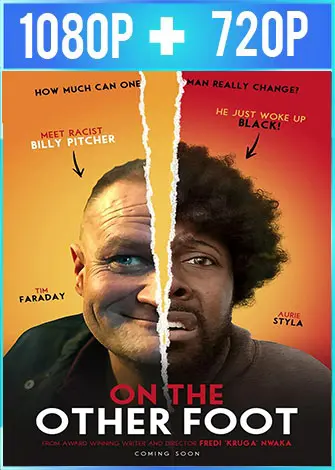 1080P + 720P
HOW MUCH CAN ONE MAN REALLY CHANGE?
MEET RACIST
BILLY PITCHER
HE JUST WOKE UP
BLACK!
TIM
FARADAY
AURIE
STYLA
ON THE
OTHER FOOT
FROM AWARD WINNING WRITER AND DIRECTOR FREDI 'KRUGA' NWAKA
COMING SOON